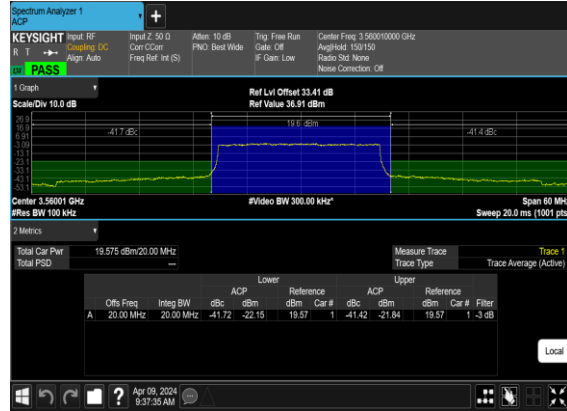 Spectrum Analyzer 1
ACP
+
KEYSIGHT Input: RF Input Z: 50 Ω Atten: 10 dB Trig: Free Run Center Freq: 3.560010000 GHz
R T Coupling: DC Corr CCorr PNO: Best Wide Gate: Off Avg|Hold: 150/150
Align: Auto Freq Ref: Int (S) IF Gain: Low Radio Std: None
LW PASS Noise Correction: Off
1 Graph Ref Lvl Offset 33.41 dB
Scale/Div 10.0 dB Ref Value 36.91 dBm
26.9
16.9 -41.7 dBc 19.6 dBm -41.4 dBc
6.91
-3.09
-13.1
-23.1
-33.1
-43.1
-53.1
Center 3.56001 GHz #Video BW 300.00 kHz* Span 60 MHz
#Res BW 100 kHz Sweep 20.0 ms (1001 pts)
2 Metrics
Total Car Pwr 19.575 dBm/20.00 MHz Measure Trace Trace 1
Total PSD --- Trace Type Trace Average (Active)
Lower Upper
ACP Reference ACP Reference
Offs Freq Integ BW dBc dBm dBm Car # dBc dBm dBm Car # Filter
A 20.00 MHz 20.00 MHz -41.72 -22.15 19.57 1 -41.42 -21.84 19.57 1 -3 dB
Local
? Apr 09, 2024
9:37:35 AM